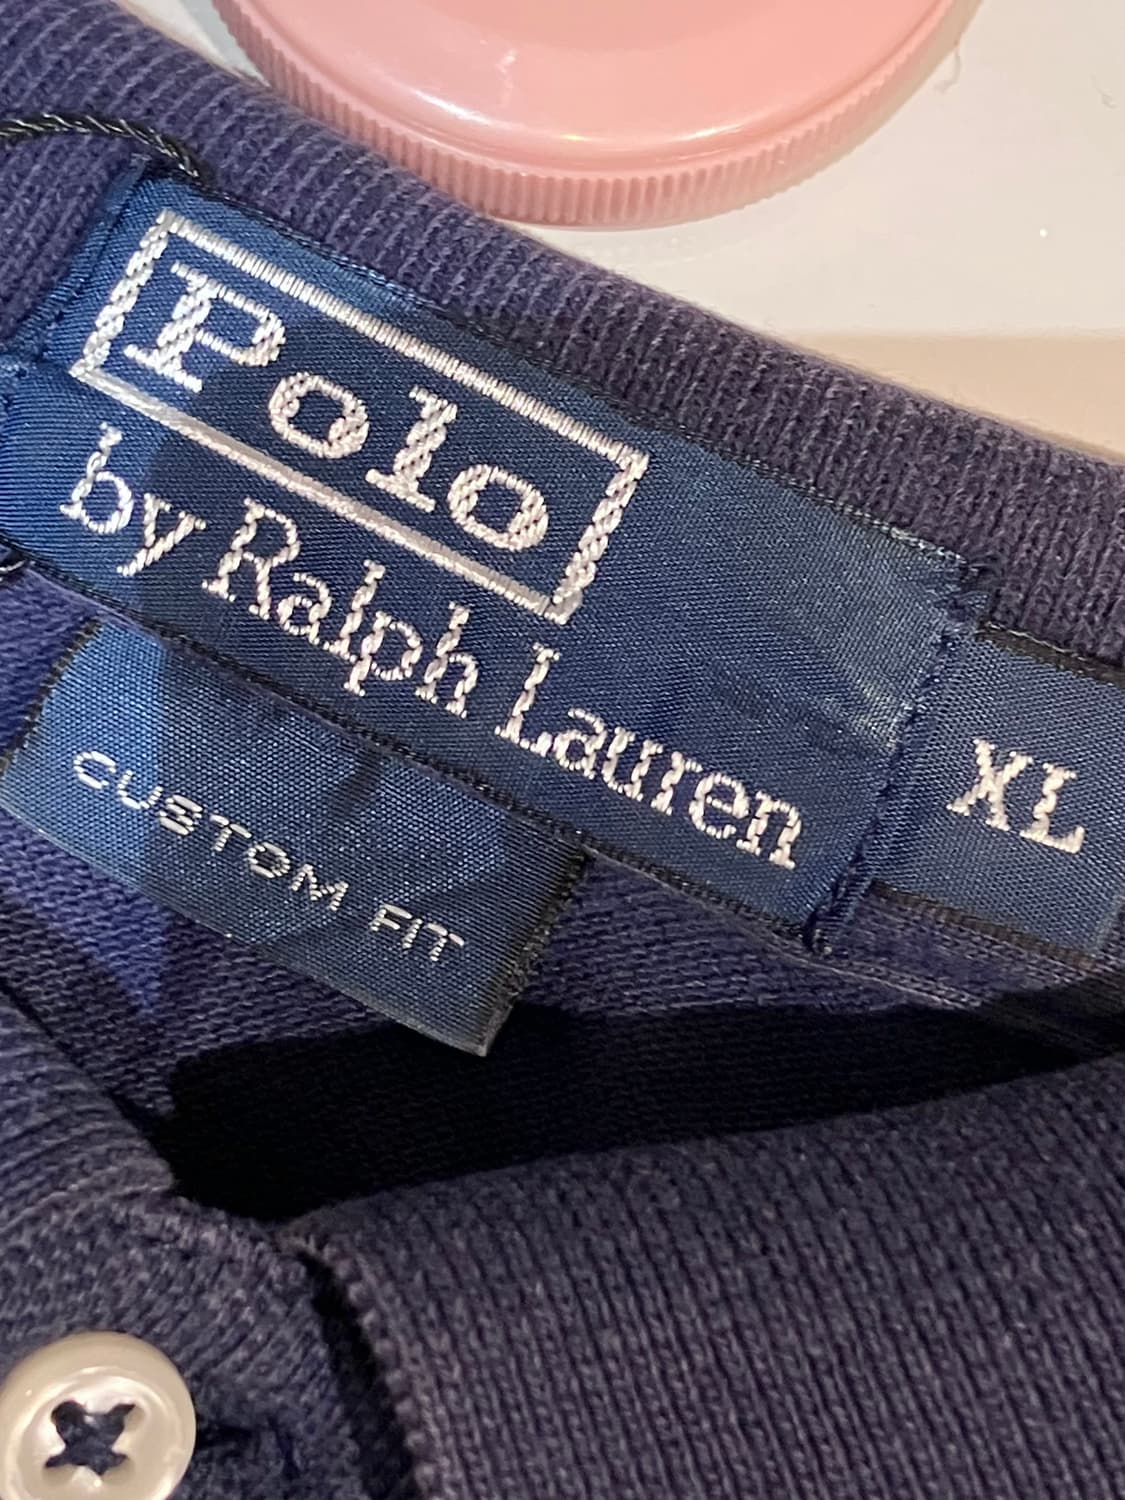 Polo
by Ralph Lauren
XL
CUSTOM FIT